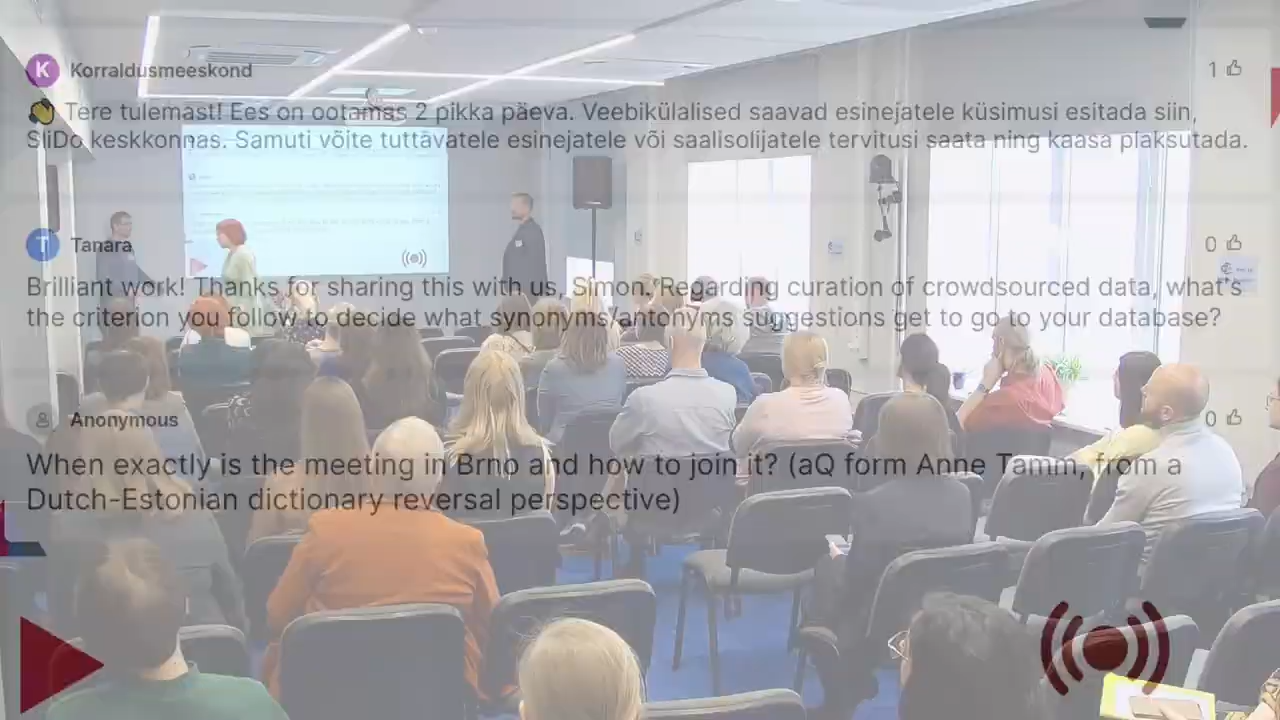 K Korraldusmeeskond 1
👏 Tere tulemast! Ees on ootamas 2 pikka päeva. Veebikülalised saavad esinejatele küsimusi esitada siin,
SliDo keskkonnas. Samuti võite tuttavatele esinejatele või saalisolijatele tervitusi saata ning kaasa plaksutada.
T Tanara 0
Brilliant work! Thanks for sharing this with us, Simon. Regarding curation of crowdsourced data, what's
the criterion you follow to decide what synonyms/antonyms suggestions get to go to your database?
Anonymous 0
When exactly is the meeting in Brno and how to join it? (aQ form Anne Tamm, from a
Dutch-Estonian dictionary reversal perspective)